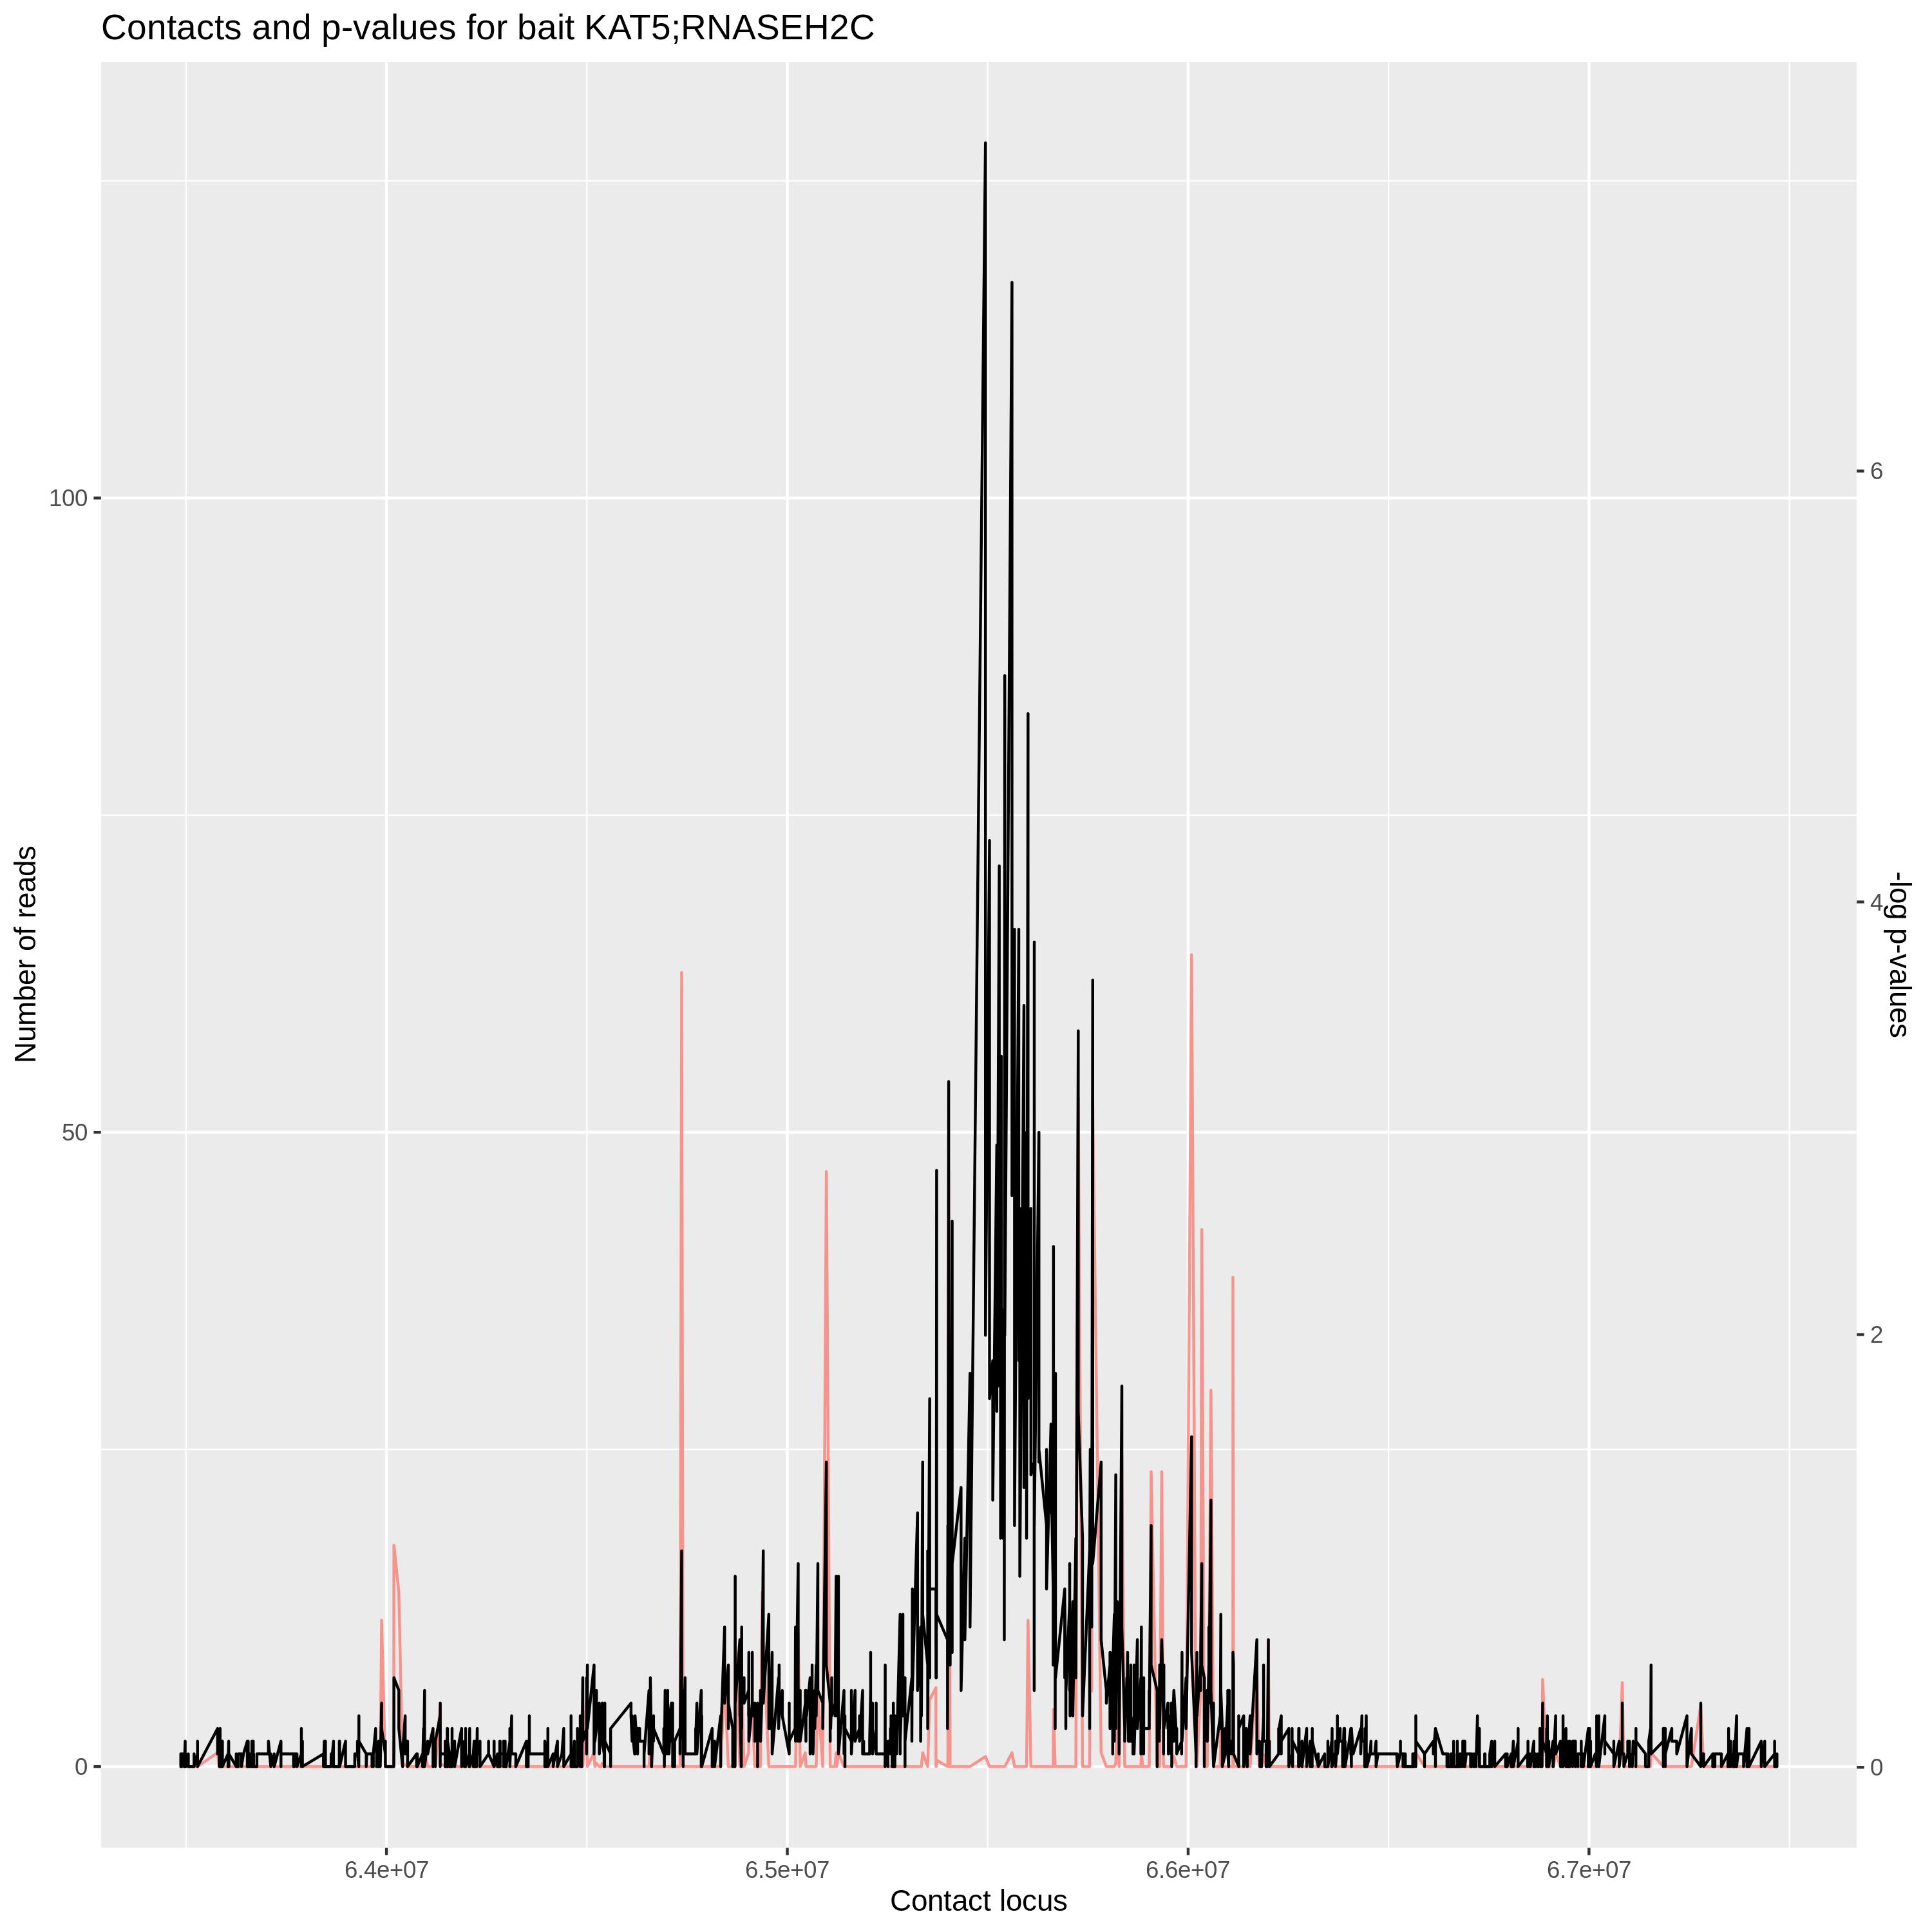 Contacts and p-values for bait KAT5;RNASEH2C
100
50
0
Number of reads
6
4
2
0
-log p-values
6.4e+07
6.5e+07
6.6e+07
6.7e+07
Contact locus